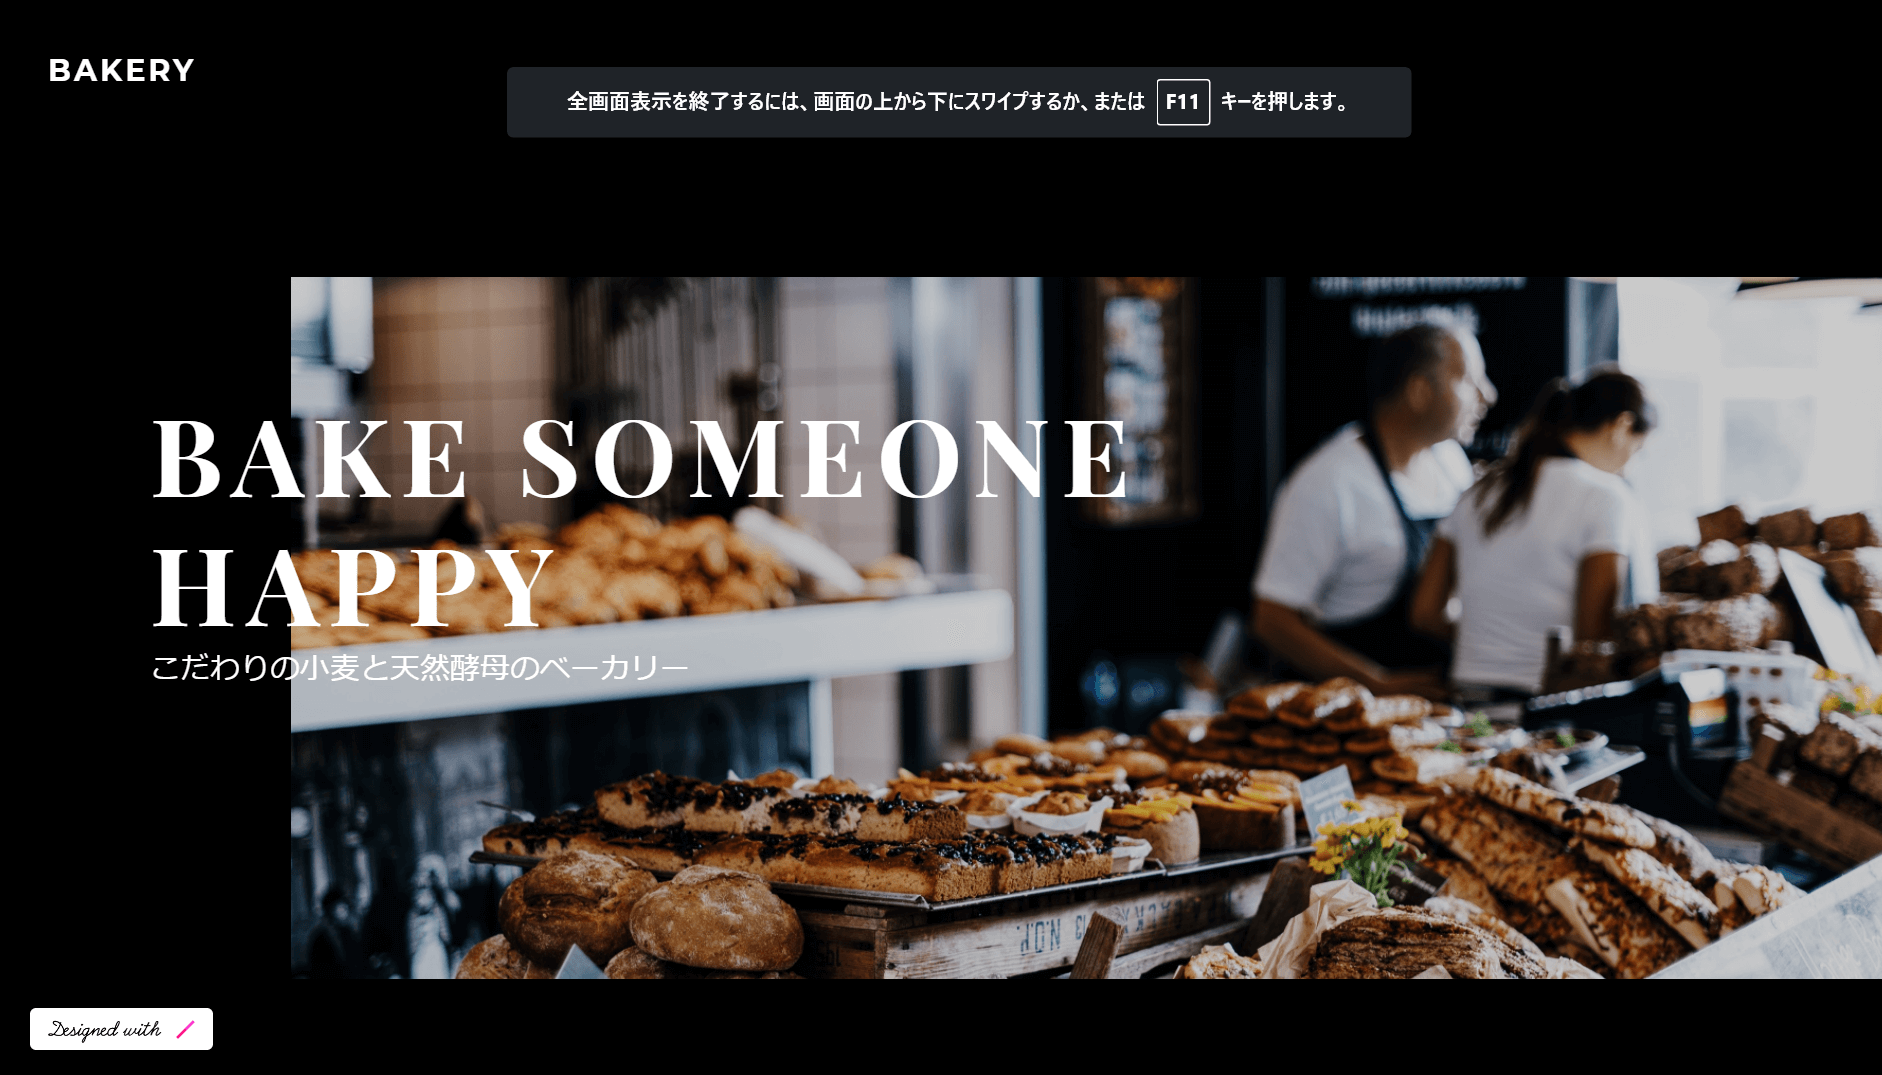 BAKERY
全画面表示を終了するには、画面の上から下にスワイプするか、または F11 キーを押します。
BAKE SOMEONE
HAPPY
こだわりの小麦と天然酵母のベーカリー
Designed with